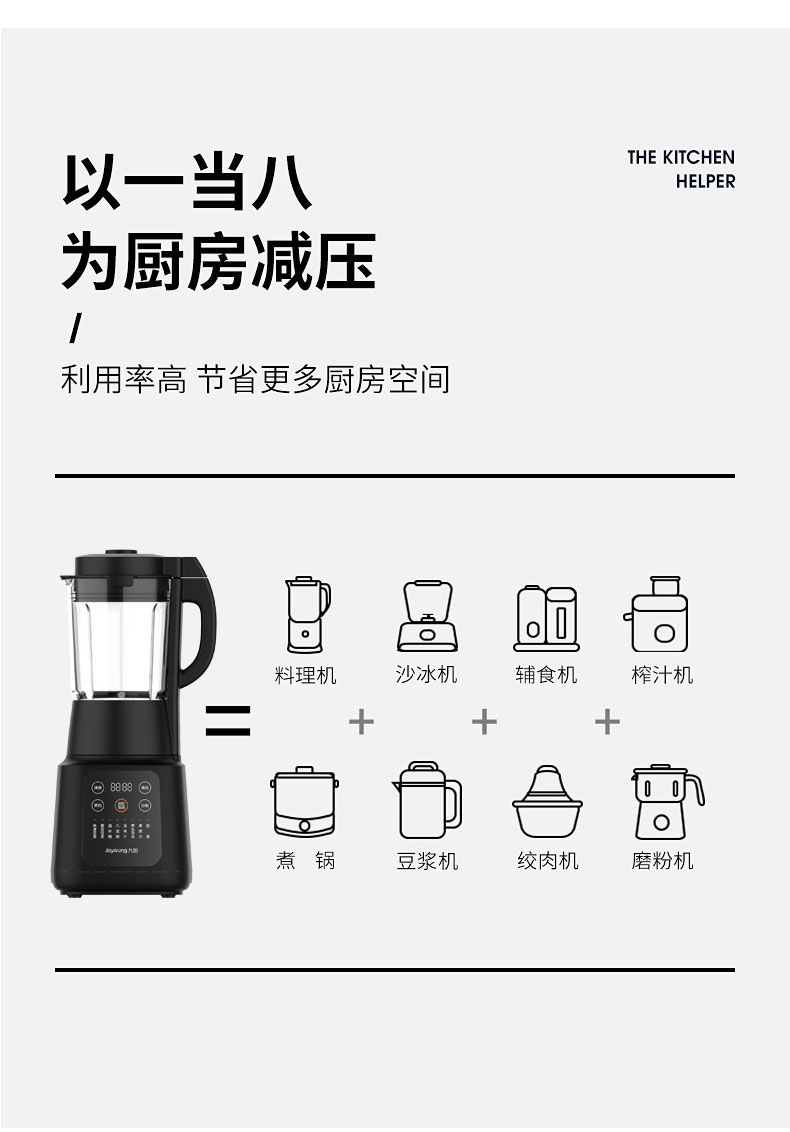 以一当八
为厨房减压
/
利用率高 节省更多厨房空间
THE KITCHEN
HELPER
=
料理机 沙冰机 辅食机 榨汁机
+ + +
煮 锅 豆浆机 绞肉机 磨粉机
88:88
Joyoung九阳